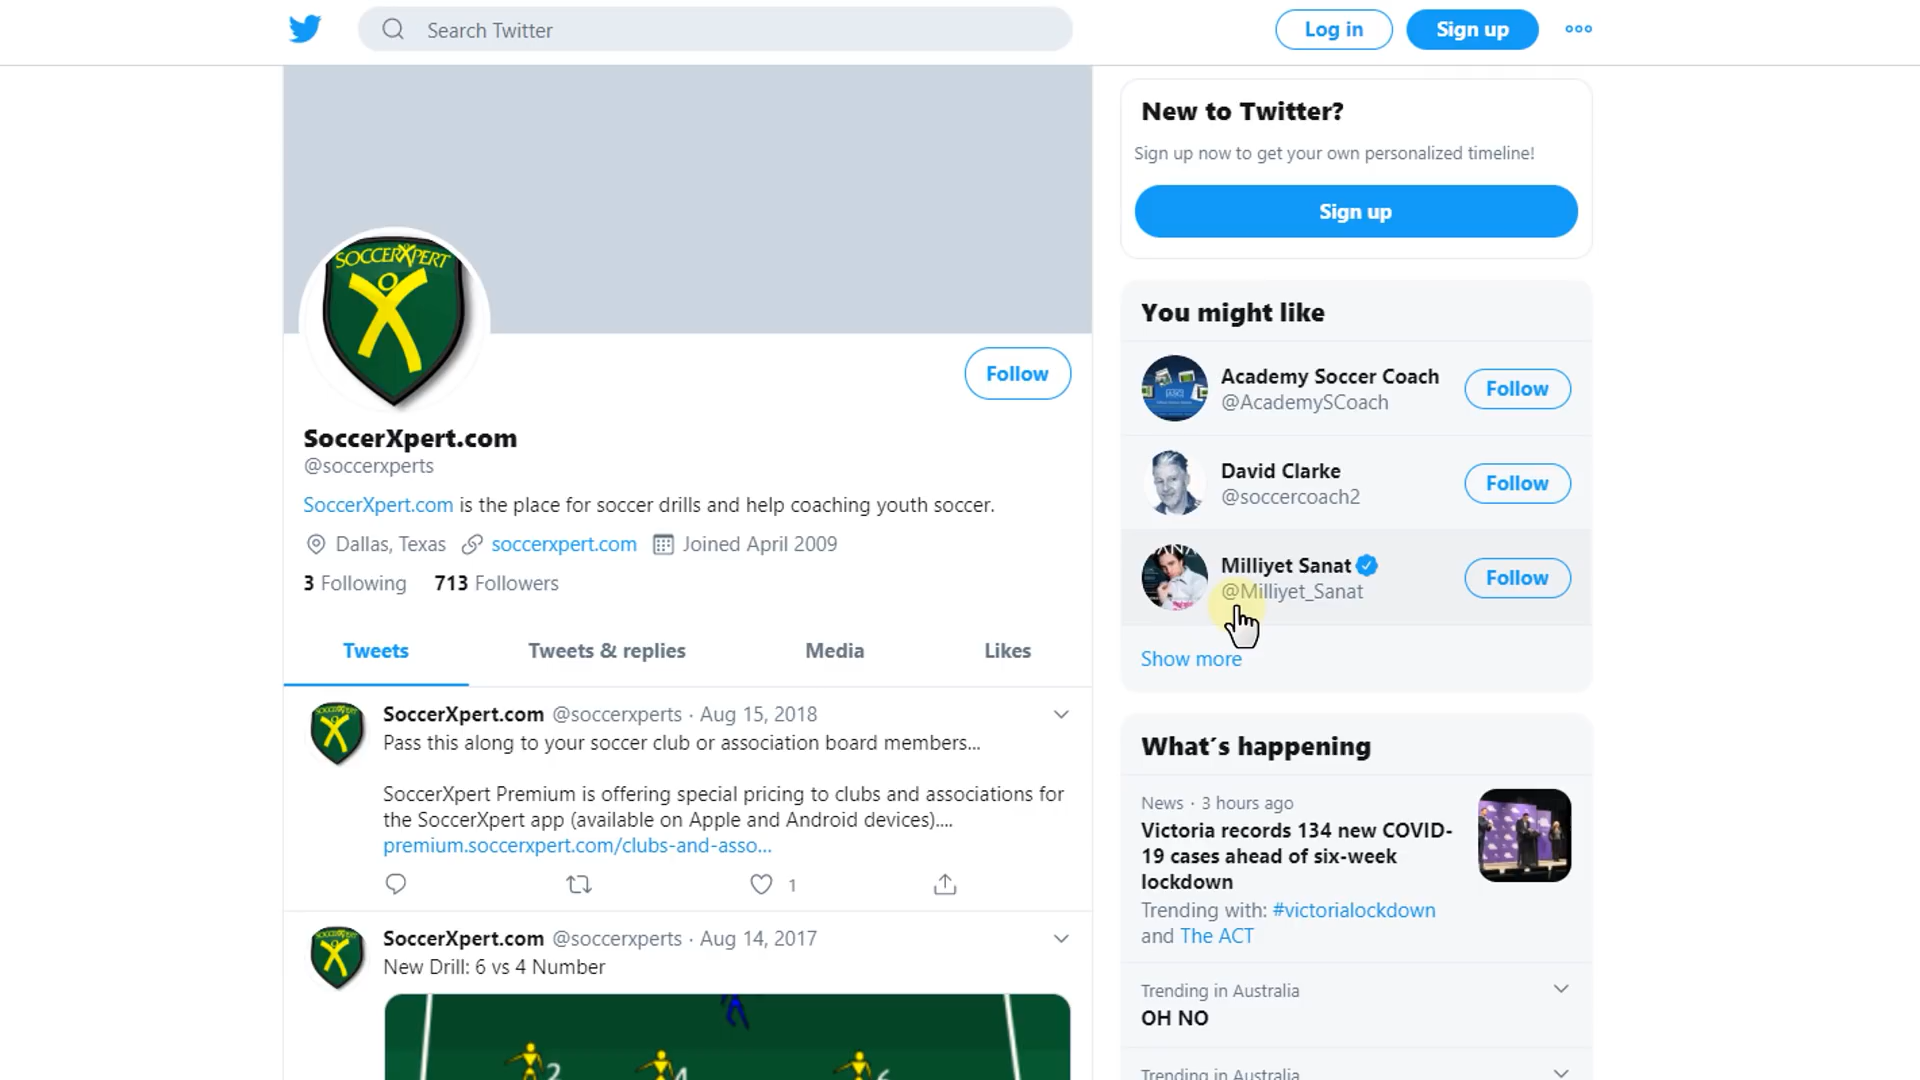 Search Twitter
Log in
Sign up
New to Twitter?
Sign up now to get your own personalized timeline!
Sign up
SOCCERXPERT
Follow
SoccerXpert.com
@soccerxperts
SoccerXpert.com is the place for soccer drills and help coaching youth soccer.
Dallas, Texas soccerxpert.com Joined April 2009
3 Following 713 Followers
Tweets Tweets & replies Media Likes
SoccerXpert.com @soccerxperts · Aug 15, 2018
Pass this along to your soccer club or association board members...
SoccerXpert Premium is offering special pricing to clubs and associations for
the SoccerXpert app (available on Apple and Android devices)....
premium.soccerxpert.com/clubs-and-asso...
1
SoccerXpert.com @soccerxperts · Aug 14, 2017
New Drill: 6 vs 4 Number
2 4 6
You might like
Academy Soccer Coach
@AcademySCoach
Follow
David Clarke
@soccercoach2
Follow
Milliyet Sanat
@Milliyet_Sanat
Follow
Show more
What´s happening
News · 3 hours ago
Victoria records 134 new COVID-
19 cases ahead of six-week
lockdown
Trending with: #victorialockdown
and The ACT
Trending in Australia
OH NO
Trending in Australia